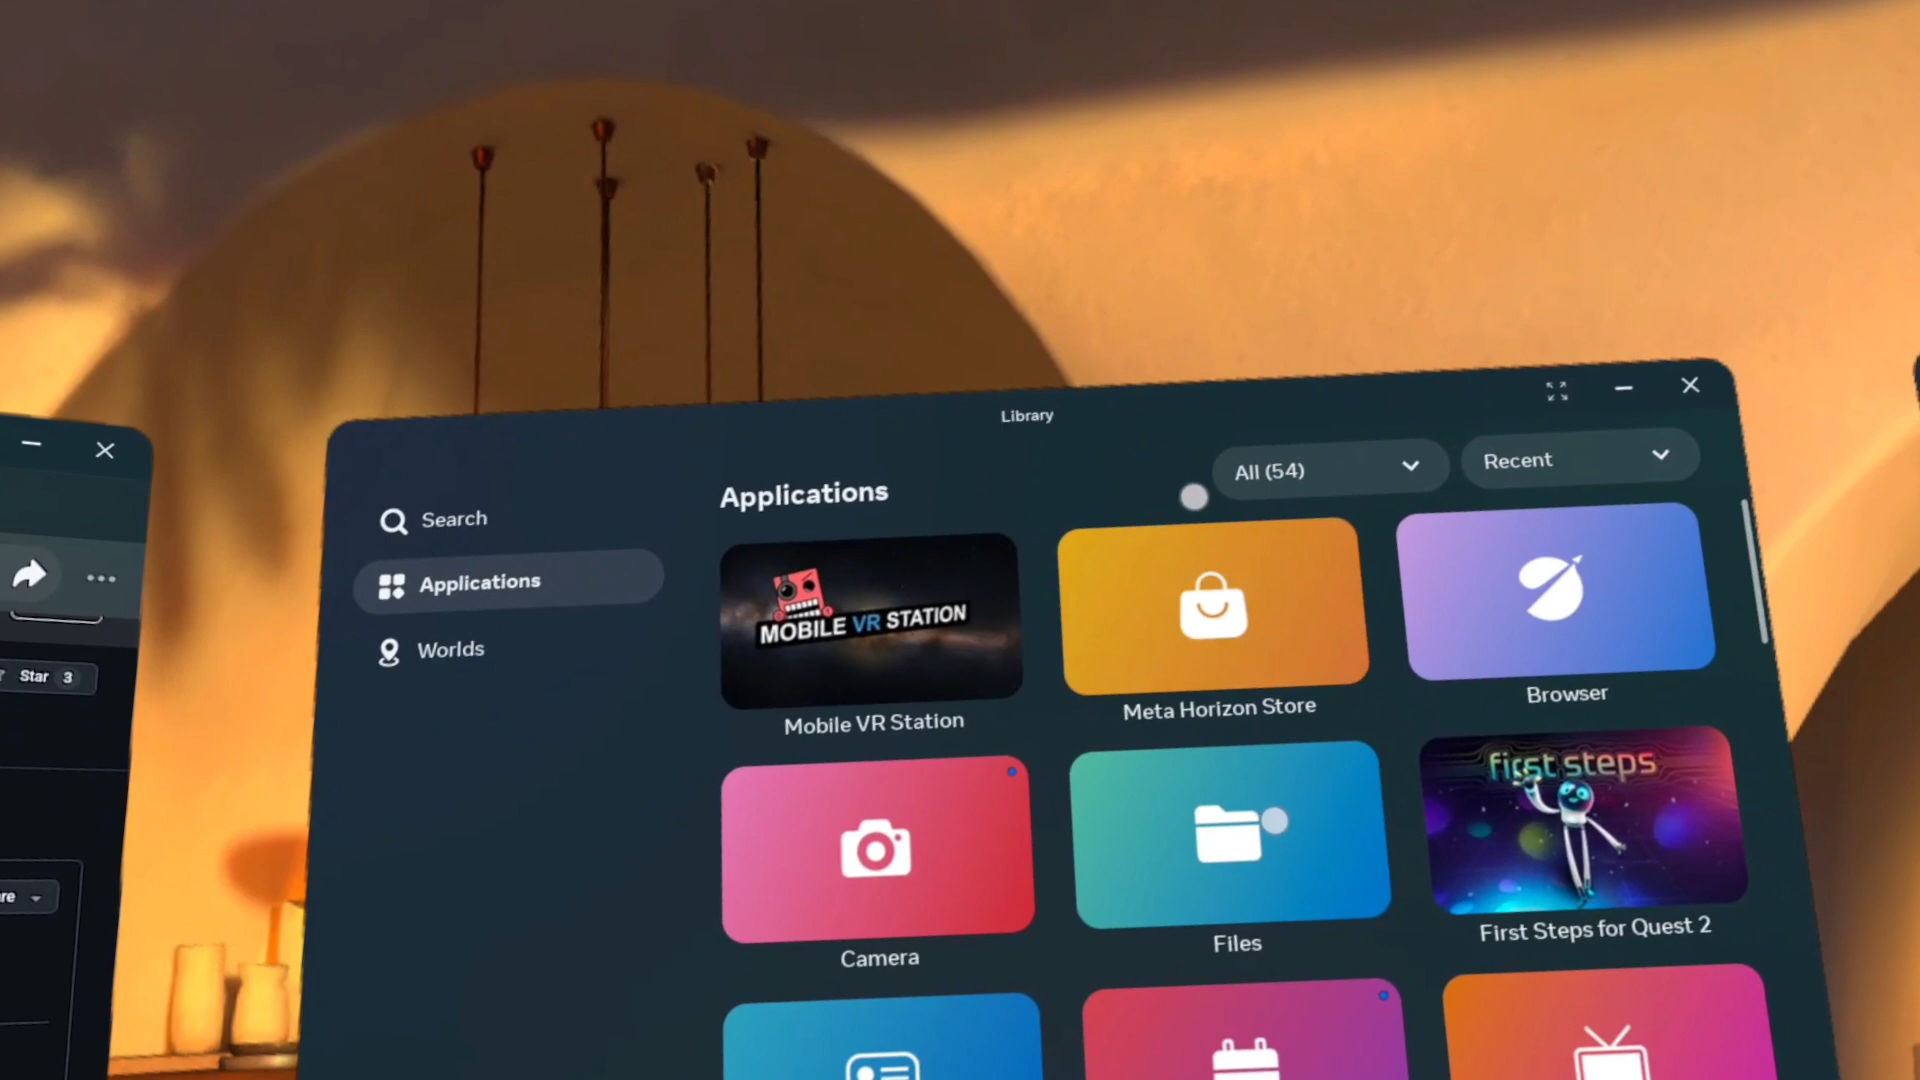 Library
All (54)
Recent
Applications
Search
Applications
Worlds
MOBILE VR STATION
Mobile VR Station
Meta Horizon Store
Browser
first steps
Camera
Files
First Steps for Quest 2
Star 3